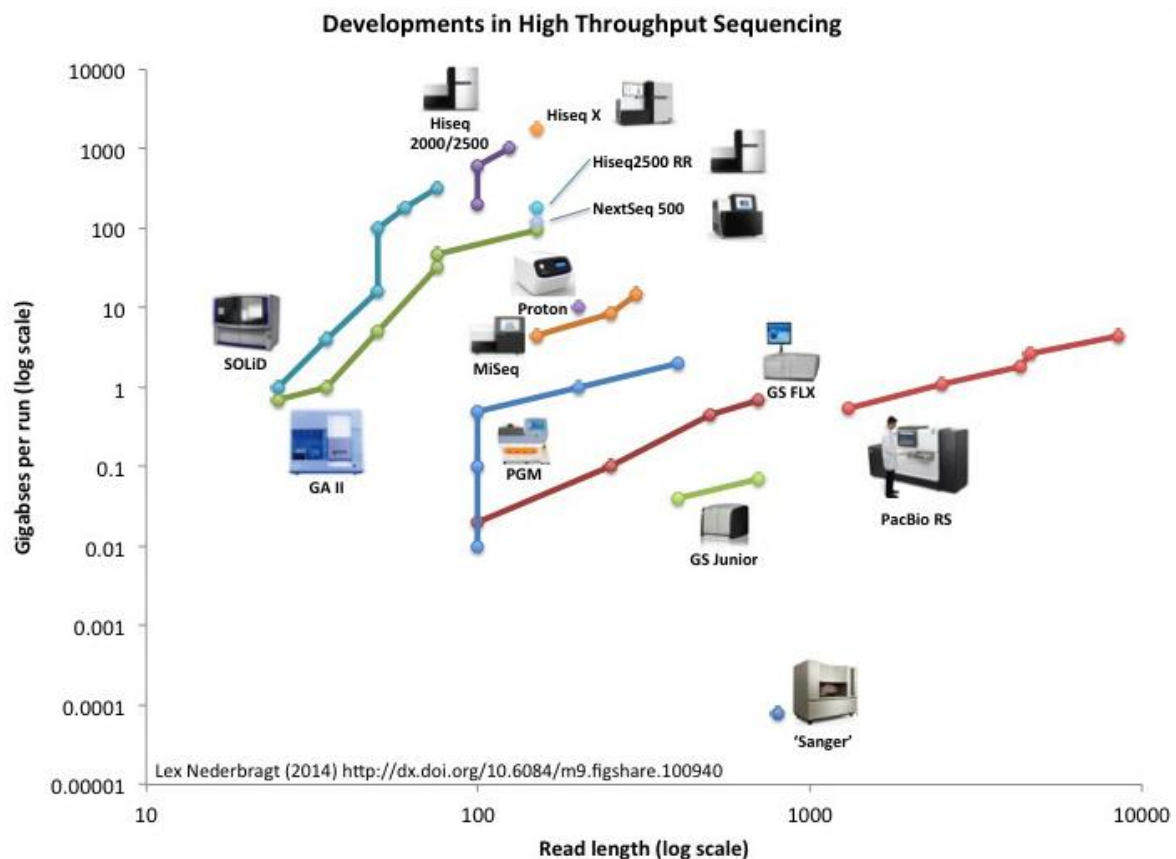 Developments in High Throughput Sequencing
Gigabses per run (log scale)
10000
1000
100
10
1
0.1
0.01
0.001
0.0001
0.00001
Hiseq
2000/2500
Hiseq X
Hiseq2500 RR
NextSeq 500
Proton
SOLiD
MiSeq
GS FLX
GA II
PGM
PacBio RS
GS Junior
'Sanger'
Lex Nederbragt (2014) http://dx.doi.org/10.6084/m9.figshare.100940
10
100
1000
10000
Read length (log scale)